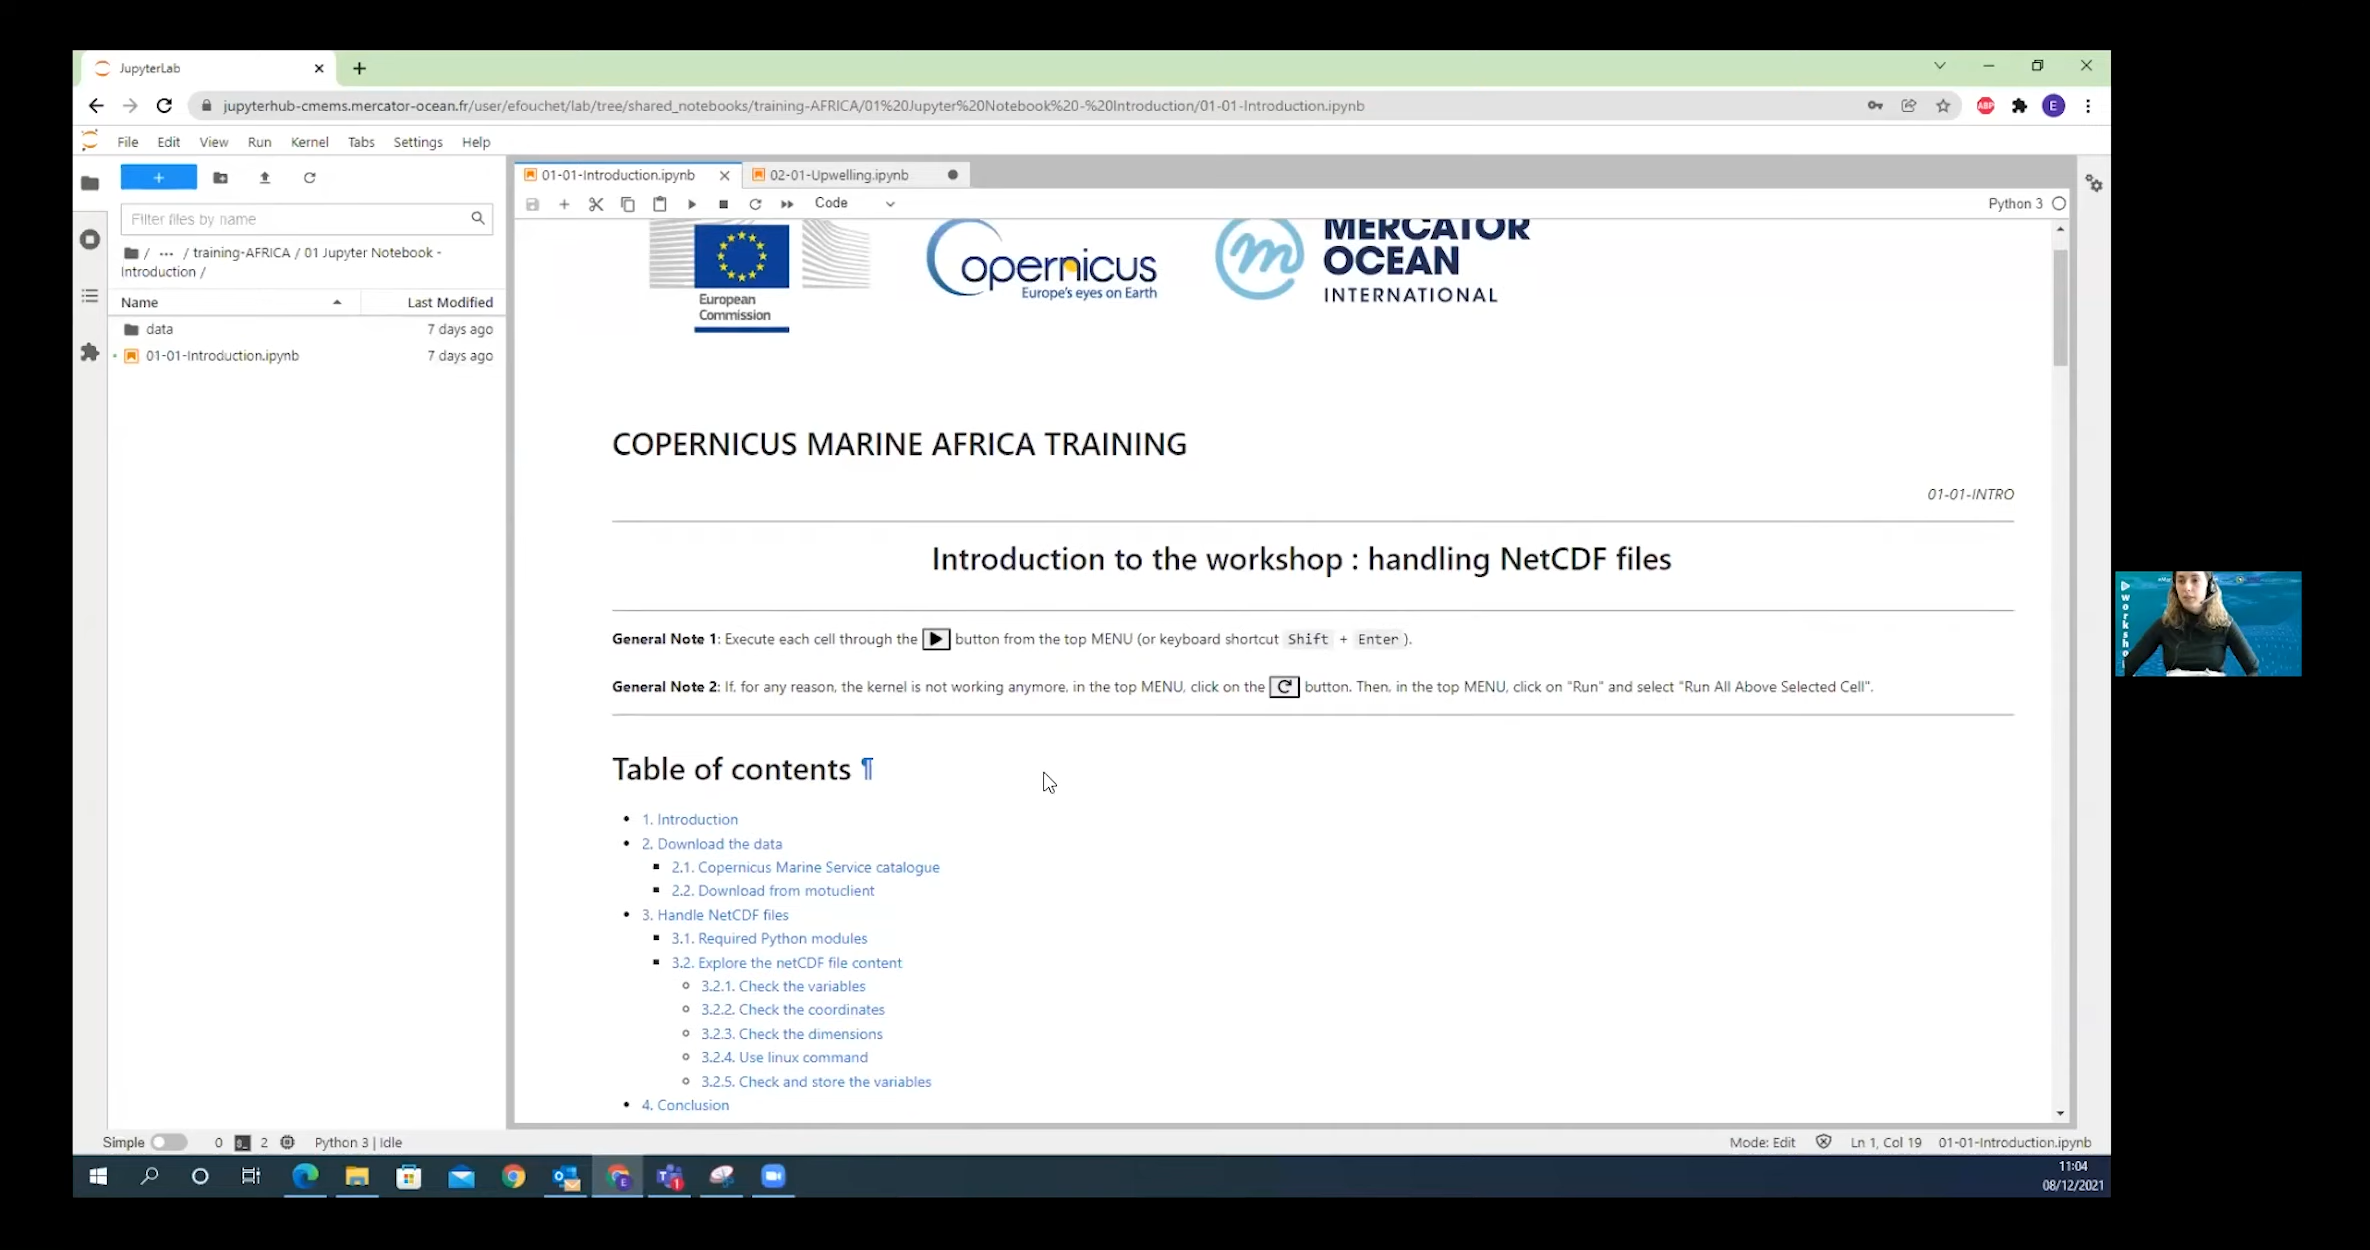 JupyterLab
jupyterhub-cmems.mercator-ocean.fr/user/efouchet/lab/tree/shared_notebooks/training-AFRICA/01%20Jupyter%20Notebook%20-%20Introduction/01-01-Introduction.ipynb
ABP
E
File Edit View Run Kernel Tabs Settings Help
01-01-Introduction.ipynb
02-01-Upwelling.ipynb
Code
Python 3
Filter files by name
/ ··· / training-AFRICA / 01 Jupyter Notebook -
Introduction /
Name Last Modified
data 7 days ago
01-01-Introduction.ipynb 7 days ago
European
Commission
opernicus
Europe's eyes on Earth
MERCATOR
OCEAN
INTERNATIONAL
COPERNICUS MARINE AFRICA TRAINING
01-01-INTRO
Introduction to the workshop : handling NetCDF files
General Note 1: Execute each cell through the button from the top MENU (or keyboard shortcut Shift + Enter ).
General Note 2: If, for any reason, the kernel is not working anymore, in the top MENU, click on the button. Then, in the top MENU, click on "Run" and select "Run All Above Selected Cell".
Table of contents ¶
1. Introduction
2. Download the data
2.1. Copernicus Marine Service catalogue
2.2. Download from motuclient
3. Handle NetCDF files
3.1. Required Python modules
3.2. Explore the netCDF file content
3.2.1. Check the variables
3.2.2. Check the coordinates
3.2.3. Check the dimensions
3.2.4. Use linux command
3.2.5. Check and store the variables
4. Conclusion
Simple 0 2 Python 3 | Idle
Mode: Edit Ln 1, Col 19 01-01-Introduction.ipynb
11:04
08/12/2021